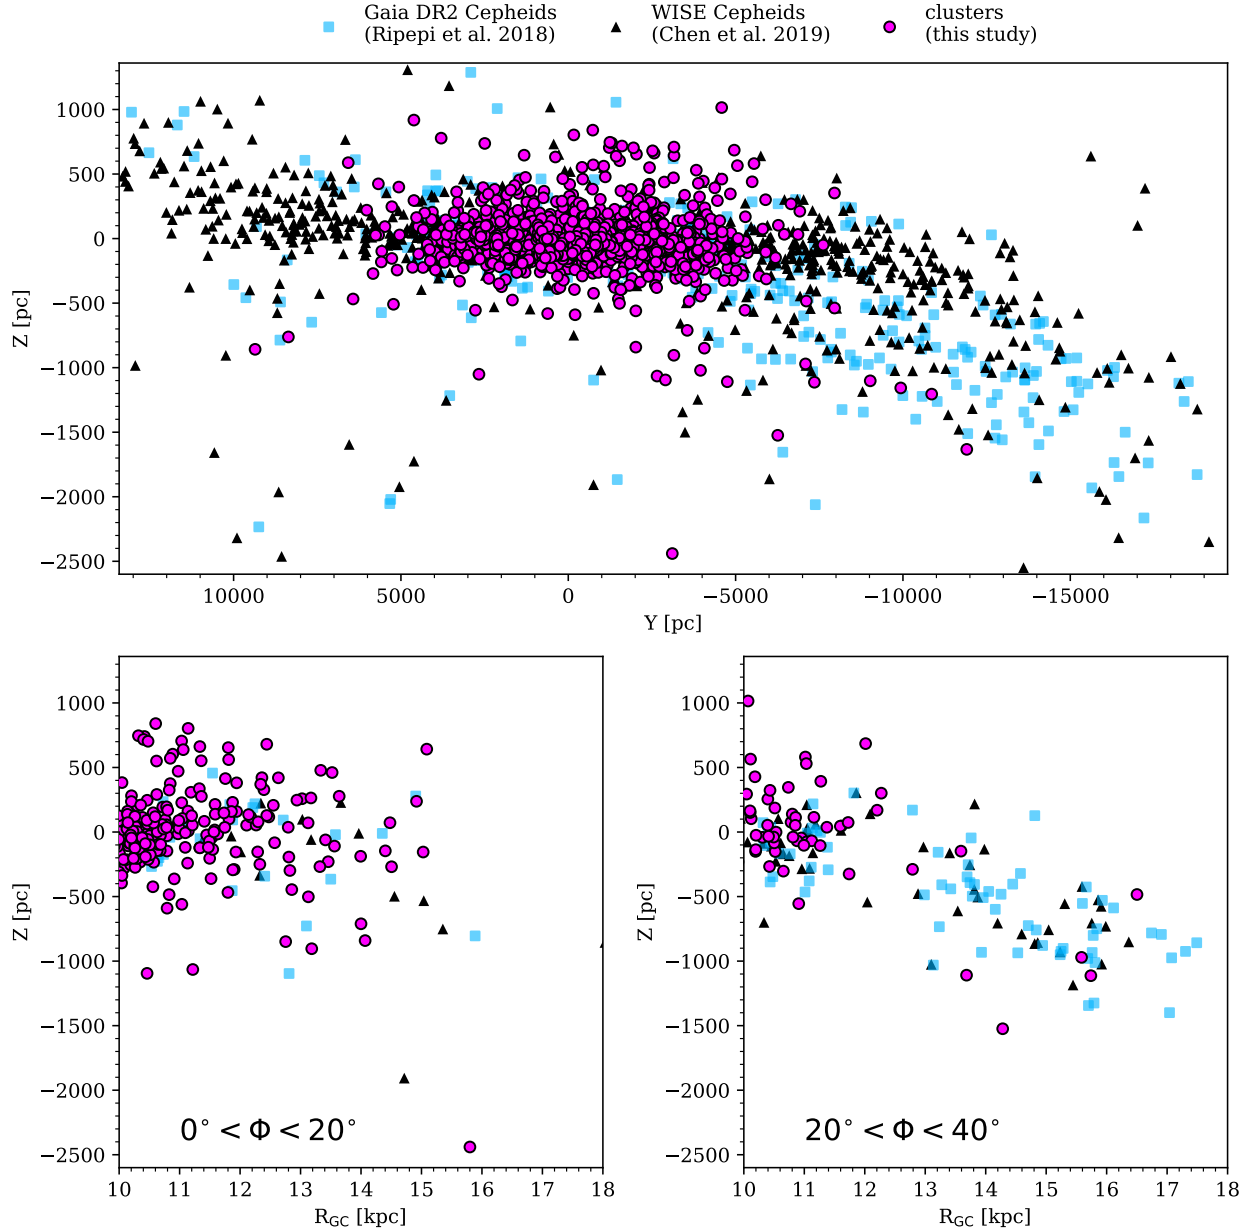 Gaia DR2 Cepheids
(Ripepi et al. 2018)
WISE Cepheids
(Chen et al. 2019)
clusters
(this study)
1000
500
0
−500
−1000
−1500
−2000
−2500
Z [pc]
10000 5000 0 −5000 −10000 −15000
Y [pc]
1000
500
0
−500
−1000
−1500
−2000
−2500
Z [pc]
0° < Φ < 20°
10 11 12 13 14 15 16 17 18
R_GC [kpc]
1000
500
0
−500
−1000
−1500
−2000
−2500
Z [pc]
20° < Φ < 40°
10 11 12 13 14 15 16 17 18
R_GC [kpc]